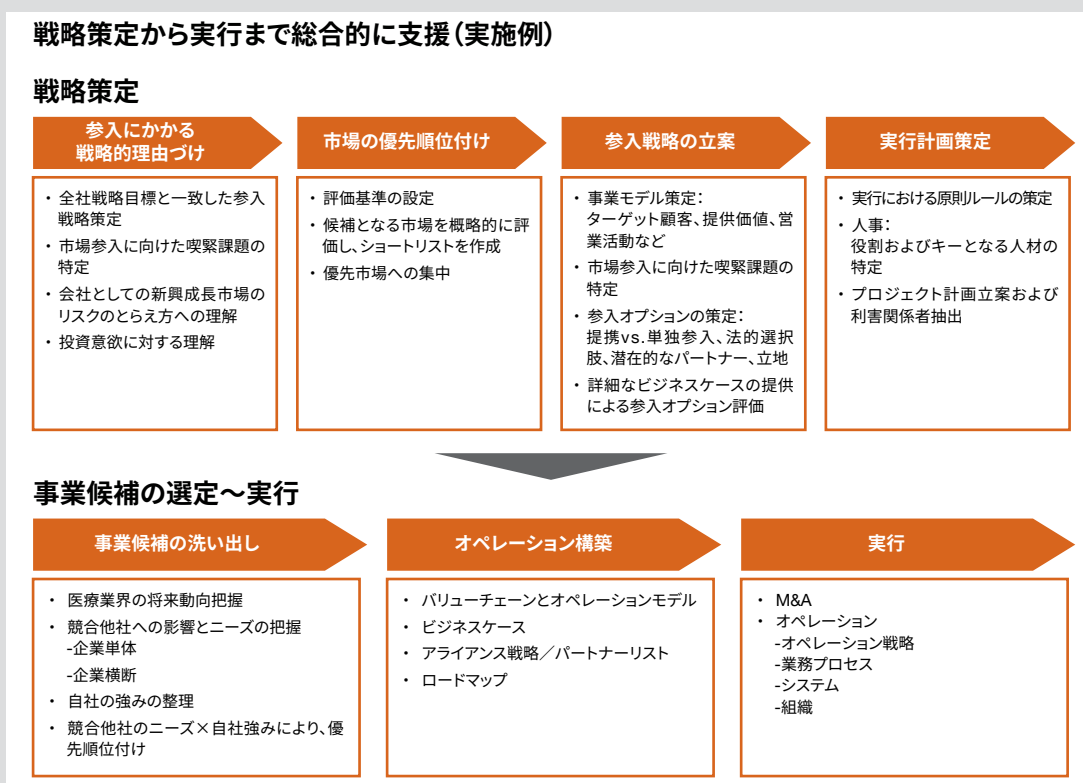 戦略策定から実行まで総合的に支援（実施例）
戦略策定
参入にかかる
戦略的理由づけ
・ 全社戦略目標と一致した参入
戦略策定
・ 市場参入に向けた喫緊課題の
特定
・ 会社としての新興成長市場の
リスクのとらえ方への理解
・ 投資意欲に対する理解
市場の優先順位付け
・ 評価基準の設定
・ 候補となる市場を概略的に評
価し、ショートリストを作成
・ 優先市場への集中
参入戦略の立案
・ 事業モデル策定：
ターゲット顧客、提供価値、営
業活動など
・ 市場参入に向けた喫緊課題の
特定
・ 参入オプションの策定：
提携vs.単独参入、法的選択
肢、潜在的なパートナー、立地
・ 詳細なビジネスケースの提供
による参入オプション評価
実行計画策定
・ 実行における原則ルールの策定
・ 人事：
役割およびキーとなる人材の
特定
・ プロジェクト計画立案および
利害関係者抽出
事業候補の選定～実行
事業候補の洗い出し
・ 医療業界の将来動向把握
・ 競合他社への影響とニーズの把握
-企業単体
-企業横断
・ 自社の強みの整理
・ 競合他社のニーズ×自社強みにより、優
先順位付け
オペレーション構築
・ バリューチェーンとオペレーションモデル
・ ビジネスケース
・ アライアンス戦略／パートナーリスト
・ ロードマップ
実行
・ M&A
・ オペレーション
-オペレーション戦略
-業務プロセス
-システム
-組織